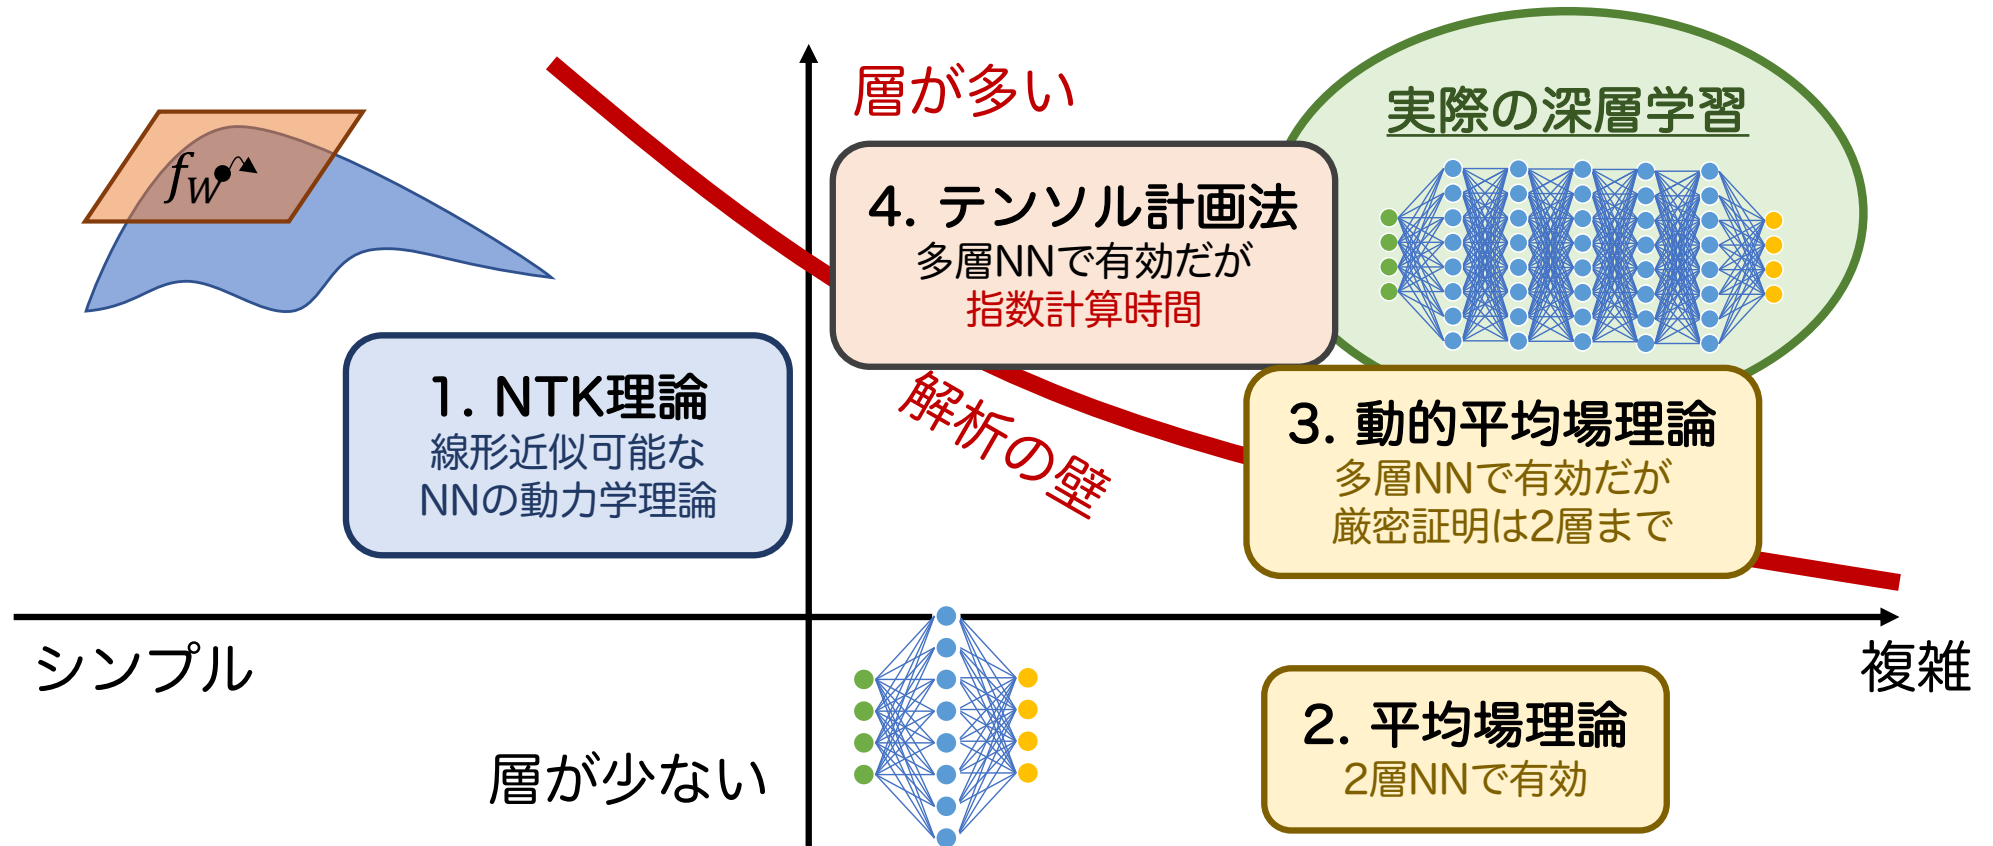 層が多い
実際の深層学習
f_W
4. テンソル計画法
多層NNで有効だが
指数計算時間
1. NTK理論
線形近似可能な
NNの動力学理論
解析の壁
3. 動的平均場理論
多層NNで有効だが
厳密証明は2層まで
シンプル
複雑
層が少ない
2. 平均場理論
2層NNで有効